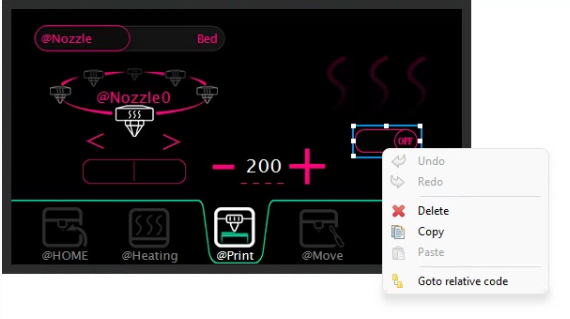 @Nozzle Bed
@Nozzle0
< >
200
OFF
Undo
Redo
Delete
Copy
Paste
Goto relative code
@HOME @Heating @Print @Move